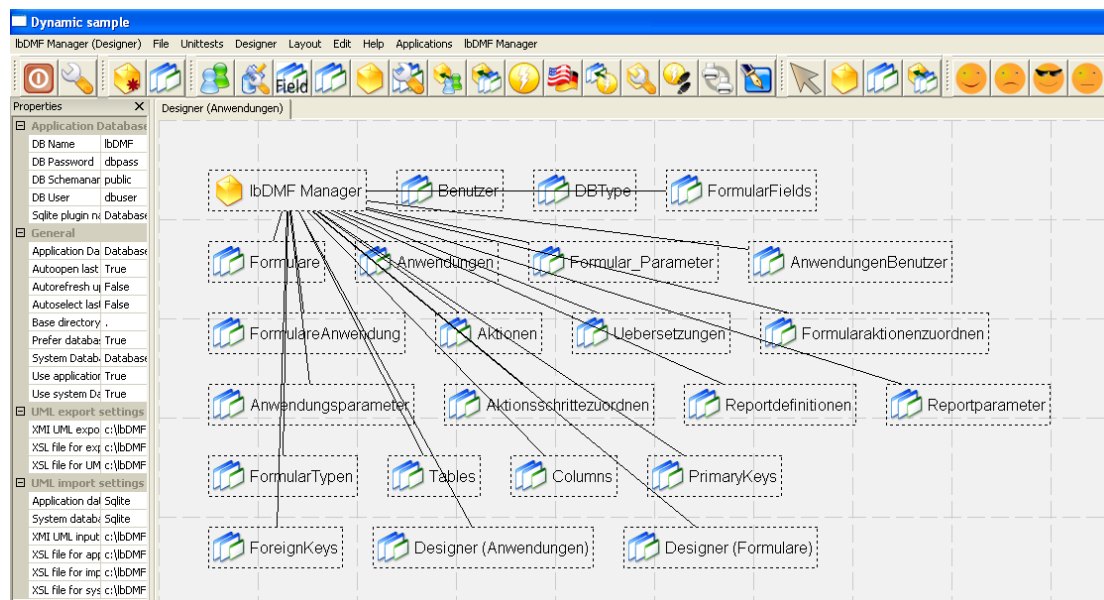 Dynamic sample
lbDMF Manager (Designer) File Unittests Designer Layout Edit Help Applications lbDMF Manager
Field
Properties X
Designer (Anwendungen)
Application Database
DB Name lbDMF
DB Password dbpass
DB Schemanar public
DB User dbuser
Sqlite plugin na Database
General
Application Da Database
Autoopen last True
Autorefresh u False
Autoselect las False
Base directory .
Prefer databa True
System Datab Database
Use application True
Use system Da True
UML export settings
XMI UML expo c:\lbDMF
XSL file for exp c:\lbDMF
XSL file for UM c:\lbDMF
UML import settings
Application dat Sqlite
System databa Sqlite
XMI UML input c:\lbDMF
XSL file for app c:\lbDMF
XSL file for imp c:\lbDMF
XSL file for sys c:\lbDMF
lbDMF Manager Benutzer DBType FormularFields
Formulare Anwendungen Formular_Parameter AnwendungenBenutzer
FormulareAnwendung Aktionen Uebersetzungen Formularaktionenzuordnen
Anwendungsparameter Aktionsschrittezuordnen Reportdefinitionen Reportparameter
FormularTypen Tables Columns PrimaryKeys
ForeignKeys Designer (Anwendungen) Designer (Formulare)